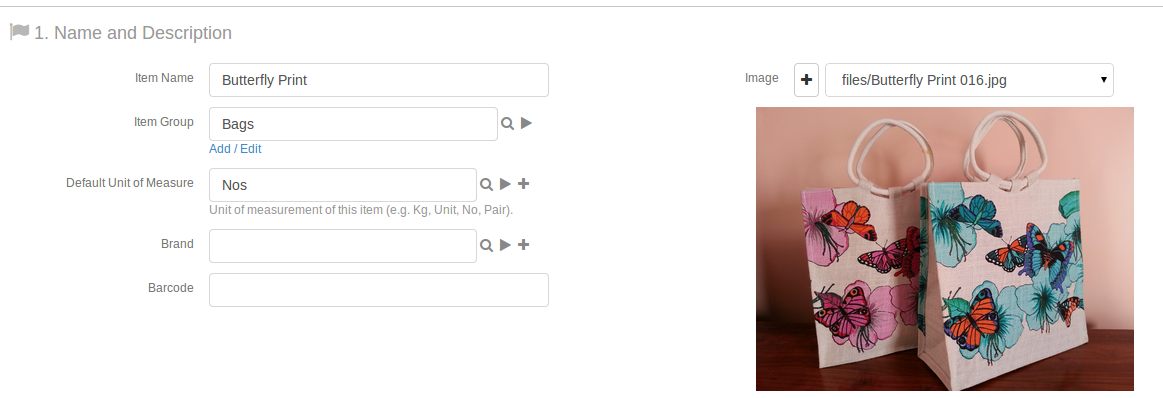 1. Name and Description
Item Name
Butterfly Print
Item Group
Bags
Add / Edit
Default Unit of Measure
Nos
Unit of measurement of this item (e.g. Kg, Unit, No, Pair).
Brand
Barcode
Image
files/Butterfly Print 016.jpg